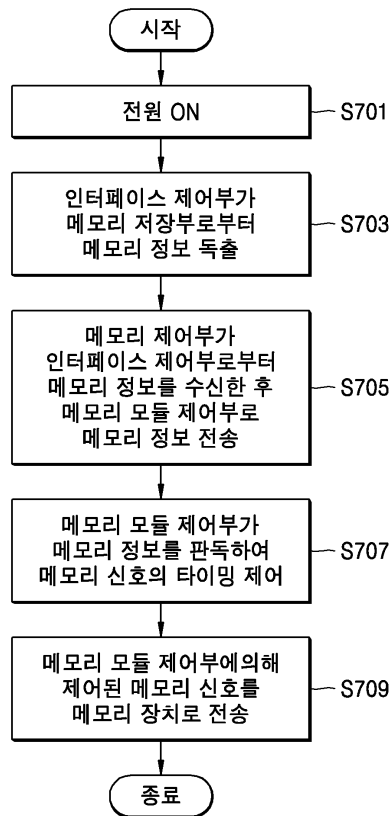 시작
전원 ON
S701
인터페이스 제어부가
메모리 저장부로부터
메모리 정보 독출
S703
메모리 제어부가
인터페이스 제어부로부터
메모리 정보를 수신한 후
메모리 모듈 제어부로
메모리 정보 전송
S705
메모리 모듈 제어부가
메모리 정보를 판독하여
메모리 신호의 타이밍 제어
S707
메모리 모듈 제어부에의해
제어된 메모리 신호를
메모리 장치로 전송
S709
종료